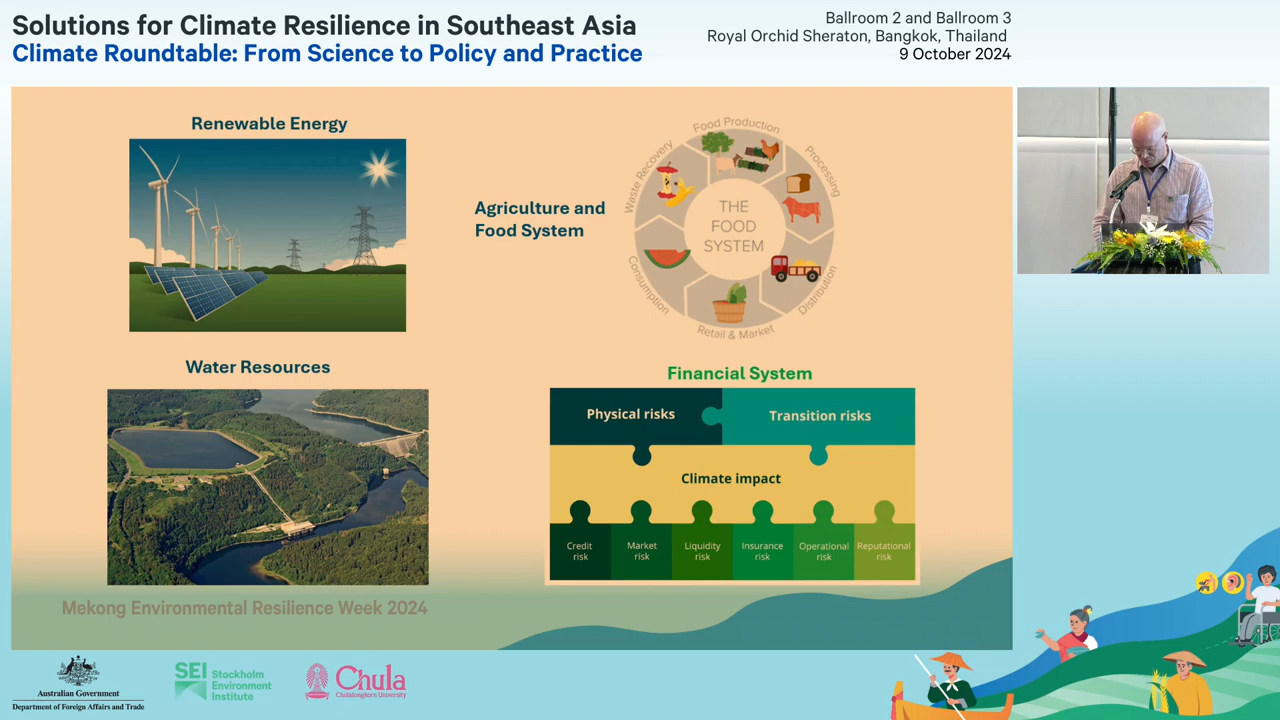 Solutions for Climate Resilience in Southeast Asia
Climate Roundtable: From Science to Policy and Practice
Ballroom 2 and Ballroom 3
Royal Orchid Sheraton, Bangkok, Thailand
9 October 2024
Renewable Energy
Agriculture and
Food System
Food Production
Processing
Distribution
Retail & Market
Consumption
Waste Recovery
THE
FOOD
SYSTEM
Water Resources
Financial System
Physical risks
Transition risks
Climate impact
Credit
risk
Market
risk
Liquidity
risk
Insurance
risk
Operational
risk
Reputational
risk
Mekong Environmental Resilience Week 2024
Australian Government
Department of Foreign Affairs and Trade
SEI
Stockholm
Environment
Institute
Chula
Chulalongkorn University